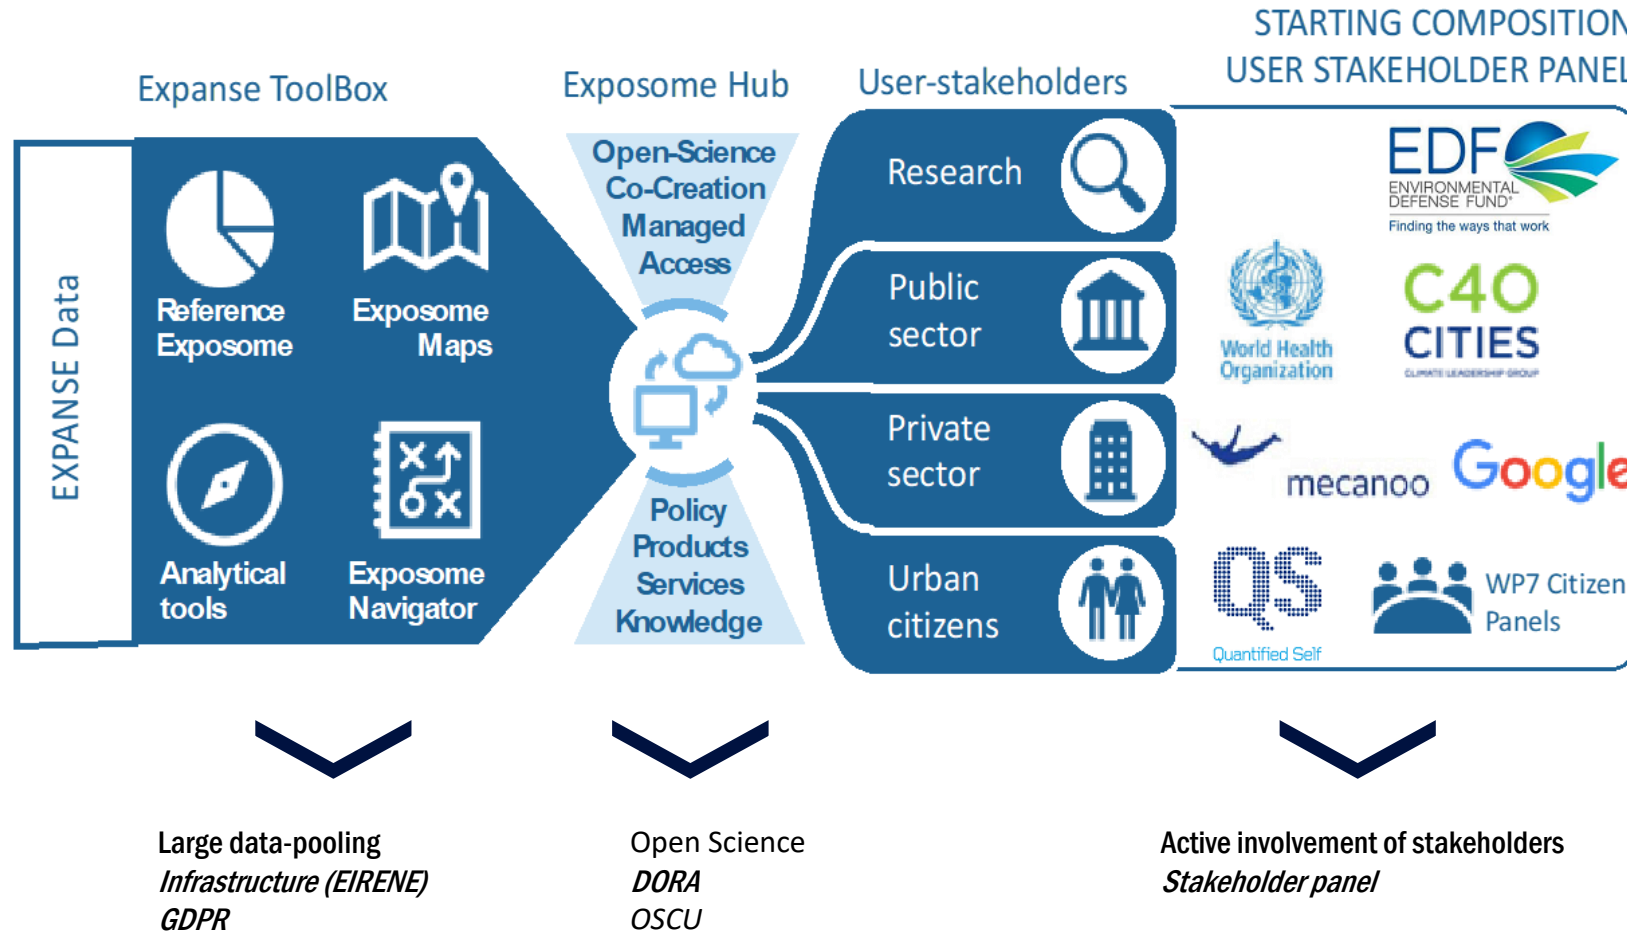 STARTING COMPOSITION
USER STAKEHOLDER PANEL
Expanse ToolBox
Exposome Hub
User-stakeholders
EXPANSE Data
Reference
Exposome
Exposome
Maps
Analytical
tools
Exposome
Navigator
Open-Science
Co-Creation
Managed
Access
Policy
Products
Services
Knowledge
Research
Public
sector
Private
sector
Urban
citizens
EDF
ENVIRONMENTAL
DEFENSE FUND®
Finding the ways that work
World Health
Organization
C40
CITIES
CLIMATE LEADERSHIP GROUP
mecanoo
Google
QS
Quantified Self
WP7 Citizen
Panels
Large data-pooling
Infrastructure (EIRENE)
GDPR
Open Science
DORA
OSCU
Active involvement of stakeholders
Stakeholder panel